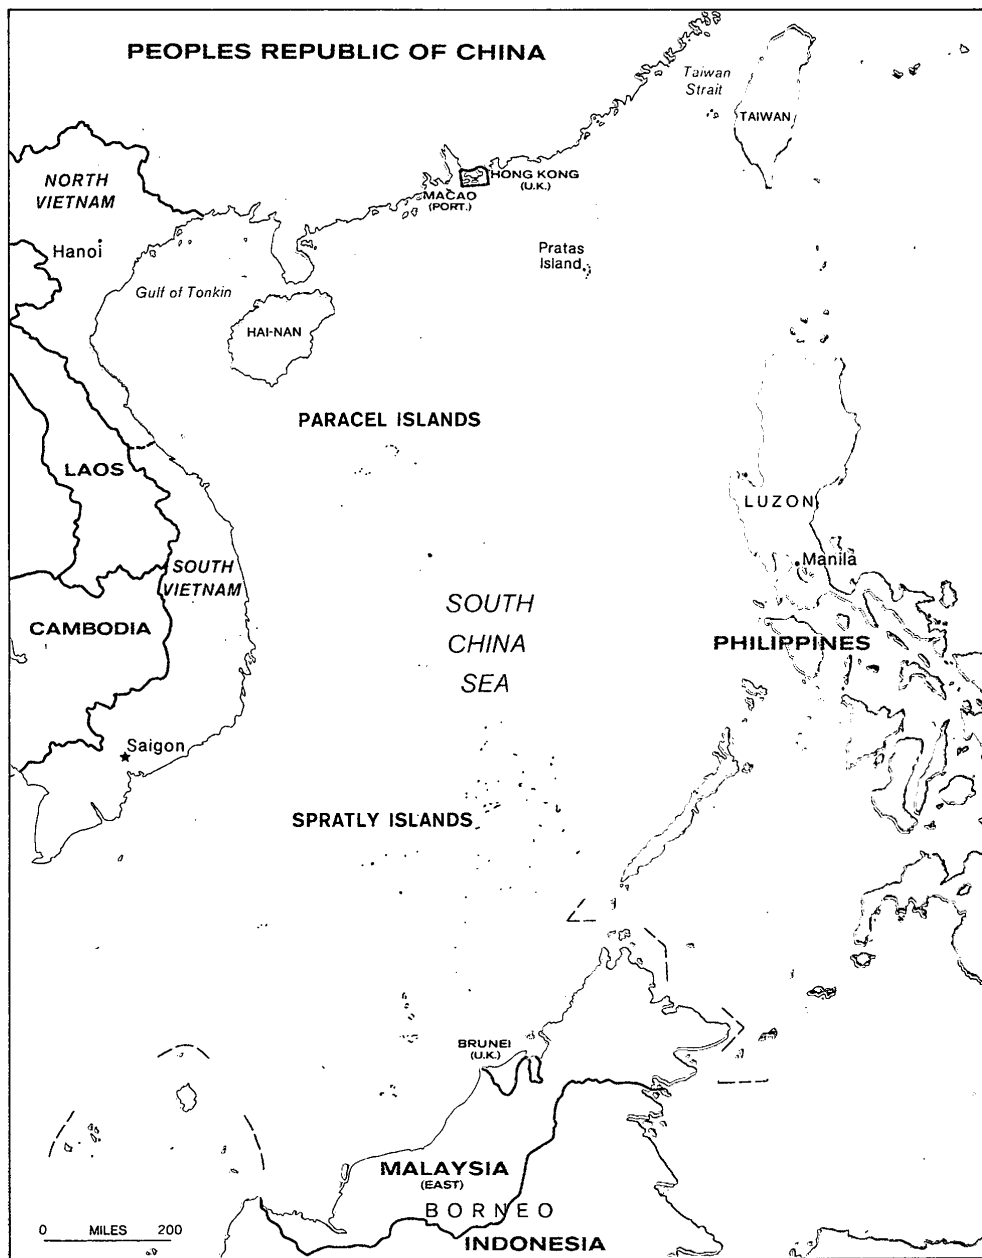 PEOPLES REPUBLIC OF CHINA
Taiwan
Strait
TAIWAN
HONG KONG
(U.K.)
MACAO
(PORT.)
NORTH
VIETNAM
Hanoi
Pratas
Island
Gulf of Tonkin
HAI-NAN
PARACEL ISLANDS
LAOS
LUZON
Manila
SOUTH
VIETNAM
CAMBODIA
SOUTH
CHINA
SEA
PHILIPPINES
Saigon
SPRATLY ISLANDS
BRUNEI
(U.K.)
MALAYSIA
(EAST)
BORNEO
INDONESIA
0 MILES 200